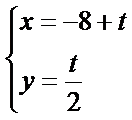 x = −8 + t
y = t/2